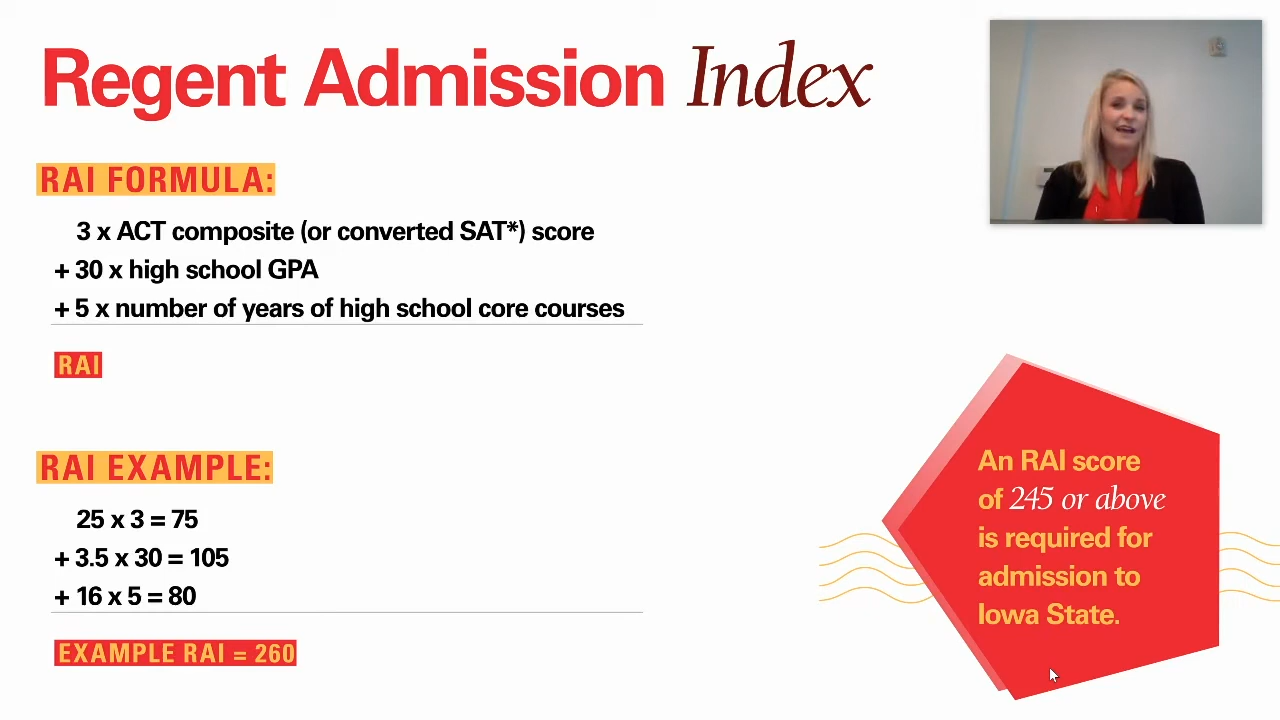 Regent Admission Index
RAI FORMULA:
3 x ACT composite (or converted SAT*) score
+ 30 x high school GPA
+ 5 x number of years of high school core courses
RAI
RAI EXAMPLE:
25 x 3 = 75
+ 3.5 x 30 = 105
+ 16 x 5 = 80
EXAMPLE RAI = 260
An RAI score
of 245 or above
is required for
admission to
Iowa State.